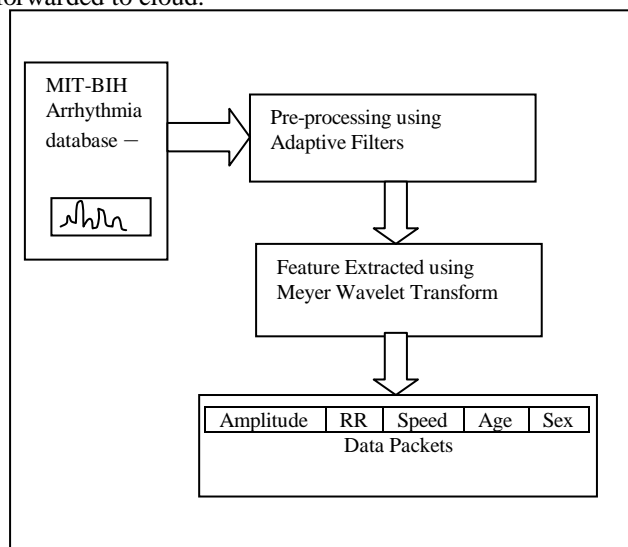 forwarded to cloud.
MIT-BIH
Arrhythmia
database —
Pre-processing using
Adaptive Filters
Feature Extracted using
Meyer Wavelet Transform
Amplitude RR Speed Age Sex
Data Packets